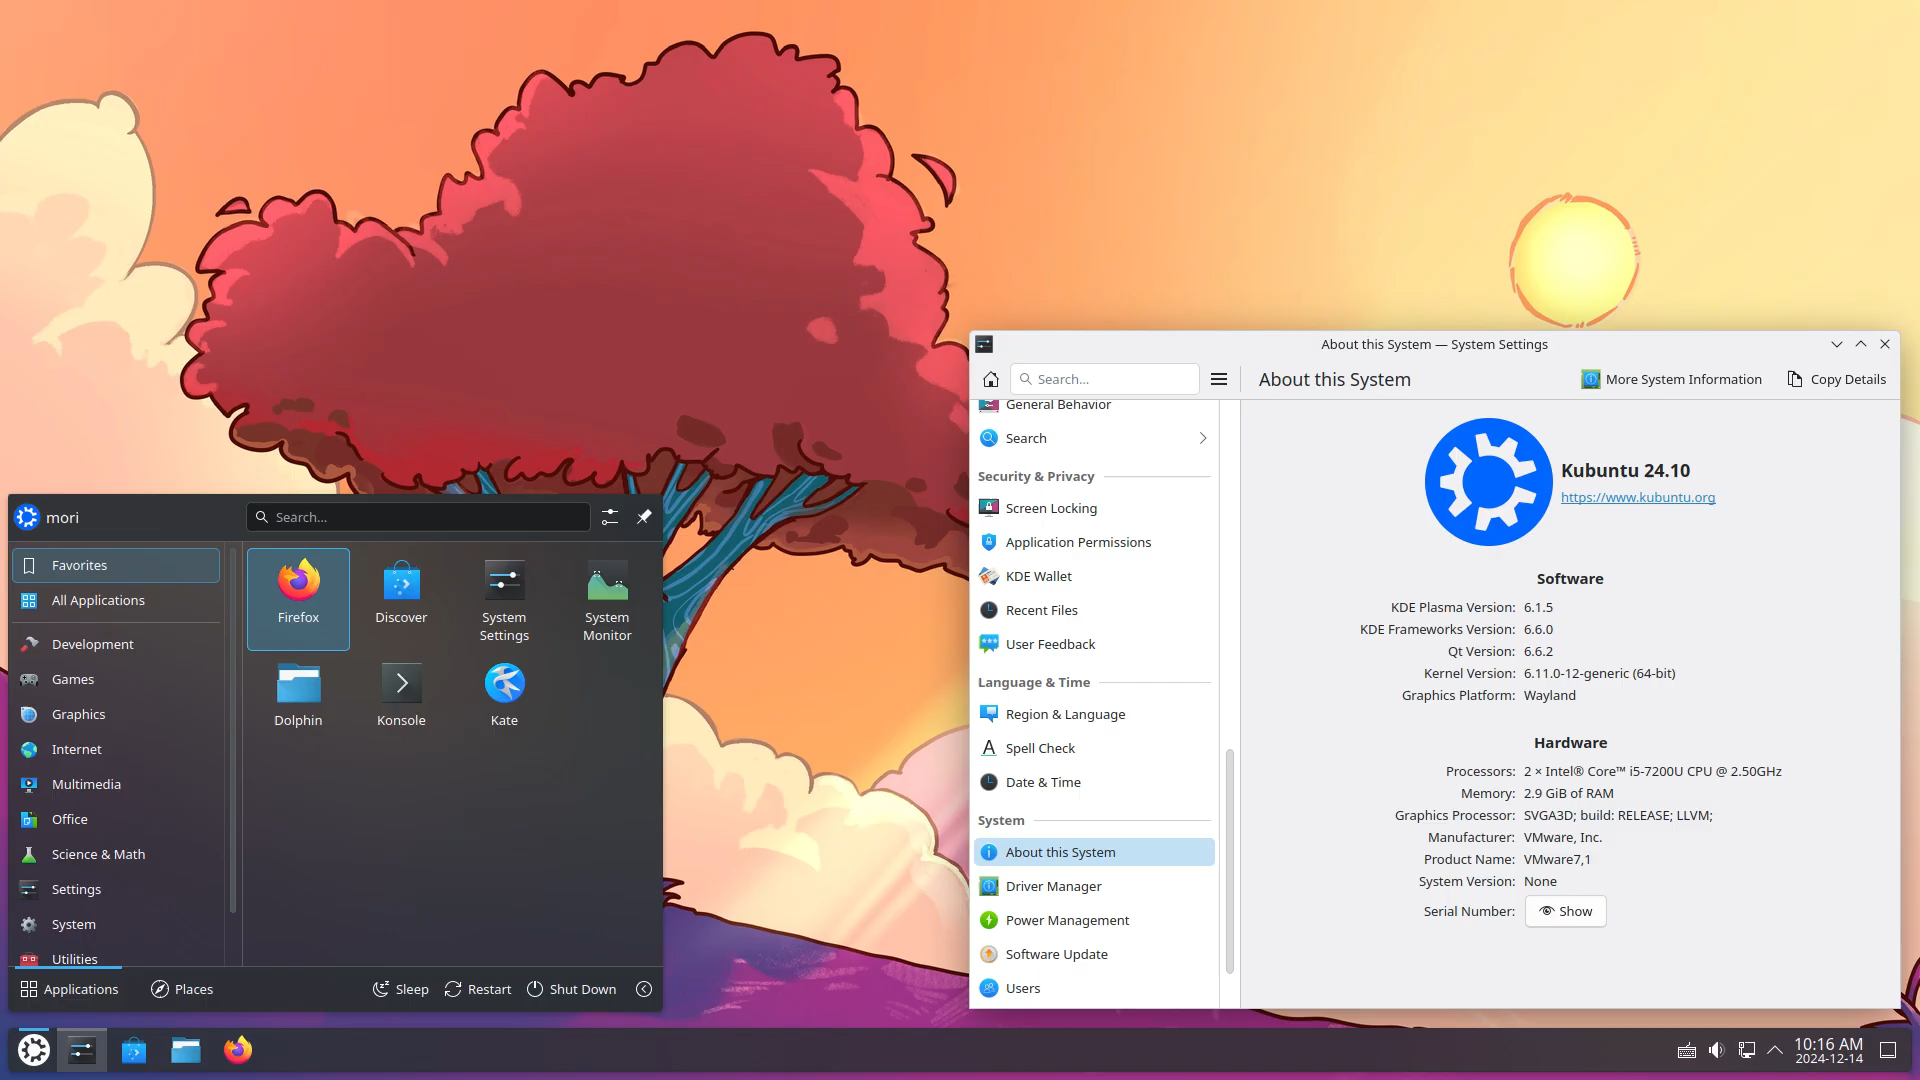 About this System — System Settings
Search...
About this System
More System Information
Copy Details
General Behavior
Search
Security & Privacy
Screen Locking
Application Permissions
KDE Wallet
Recent Files
User Feedback
Language & Time
Region & Language
Spell Check
Date & Time
System
About this System
Driver Manager
Power Management
Software Update
Users
Kubuntu 24.10
https://www.kubuntu.org
Software
KDE Plasma Version: 6.1.5
KDE Frameworks Version: 6.6.0
Qt Version: 6.6.2
Kernel Version: 6.11.0-12-generic (64-bit)
Graphics Platform: Wayland
Hardware
Processors: 2 × Intel® Core™ i5-7200U CPU @ 2.50GHz
Memory: 2.9 GiB of RAM
Graphics Processor: SVGA3D; build: RELEASE; LLVM;
Manufacturer: VMware, Inc.
Product Name: VMware7,1
System Version: None
Serial Number: Show
mori
Search...
Favorites
All Applications
Development
Games
Graphics
Internet
Multimedia
Office
Science & Math
Settings
System
Utilities
Firefox
Discover
System
Settings
System
Monitor
Dolphin
Konsole
Kate
Applications
Places
Sleep
Restart
Shut Down
10:16 AM
2024-12-14